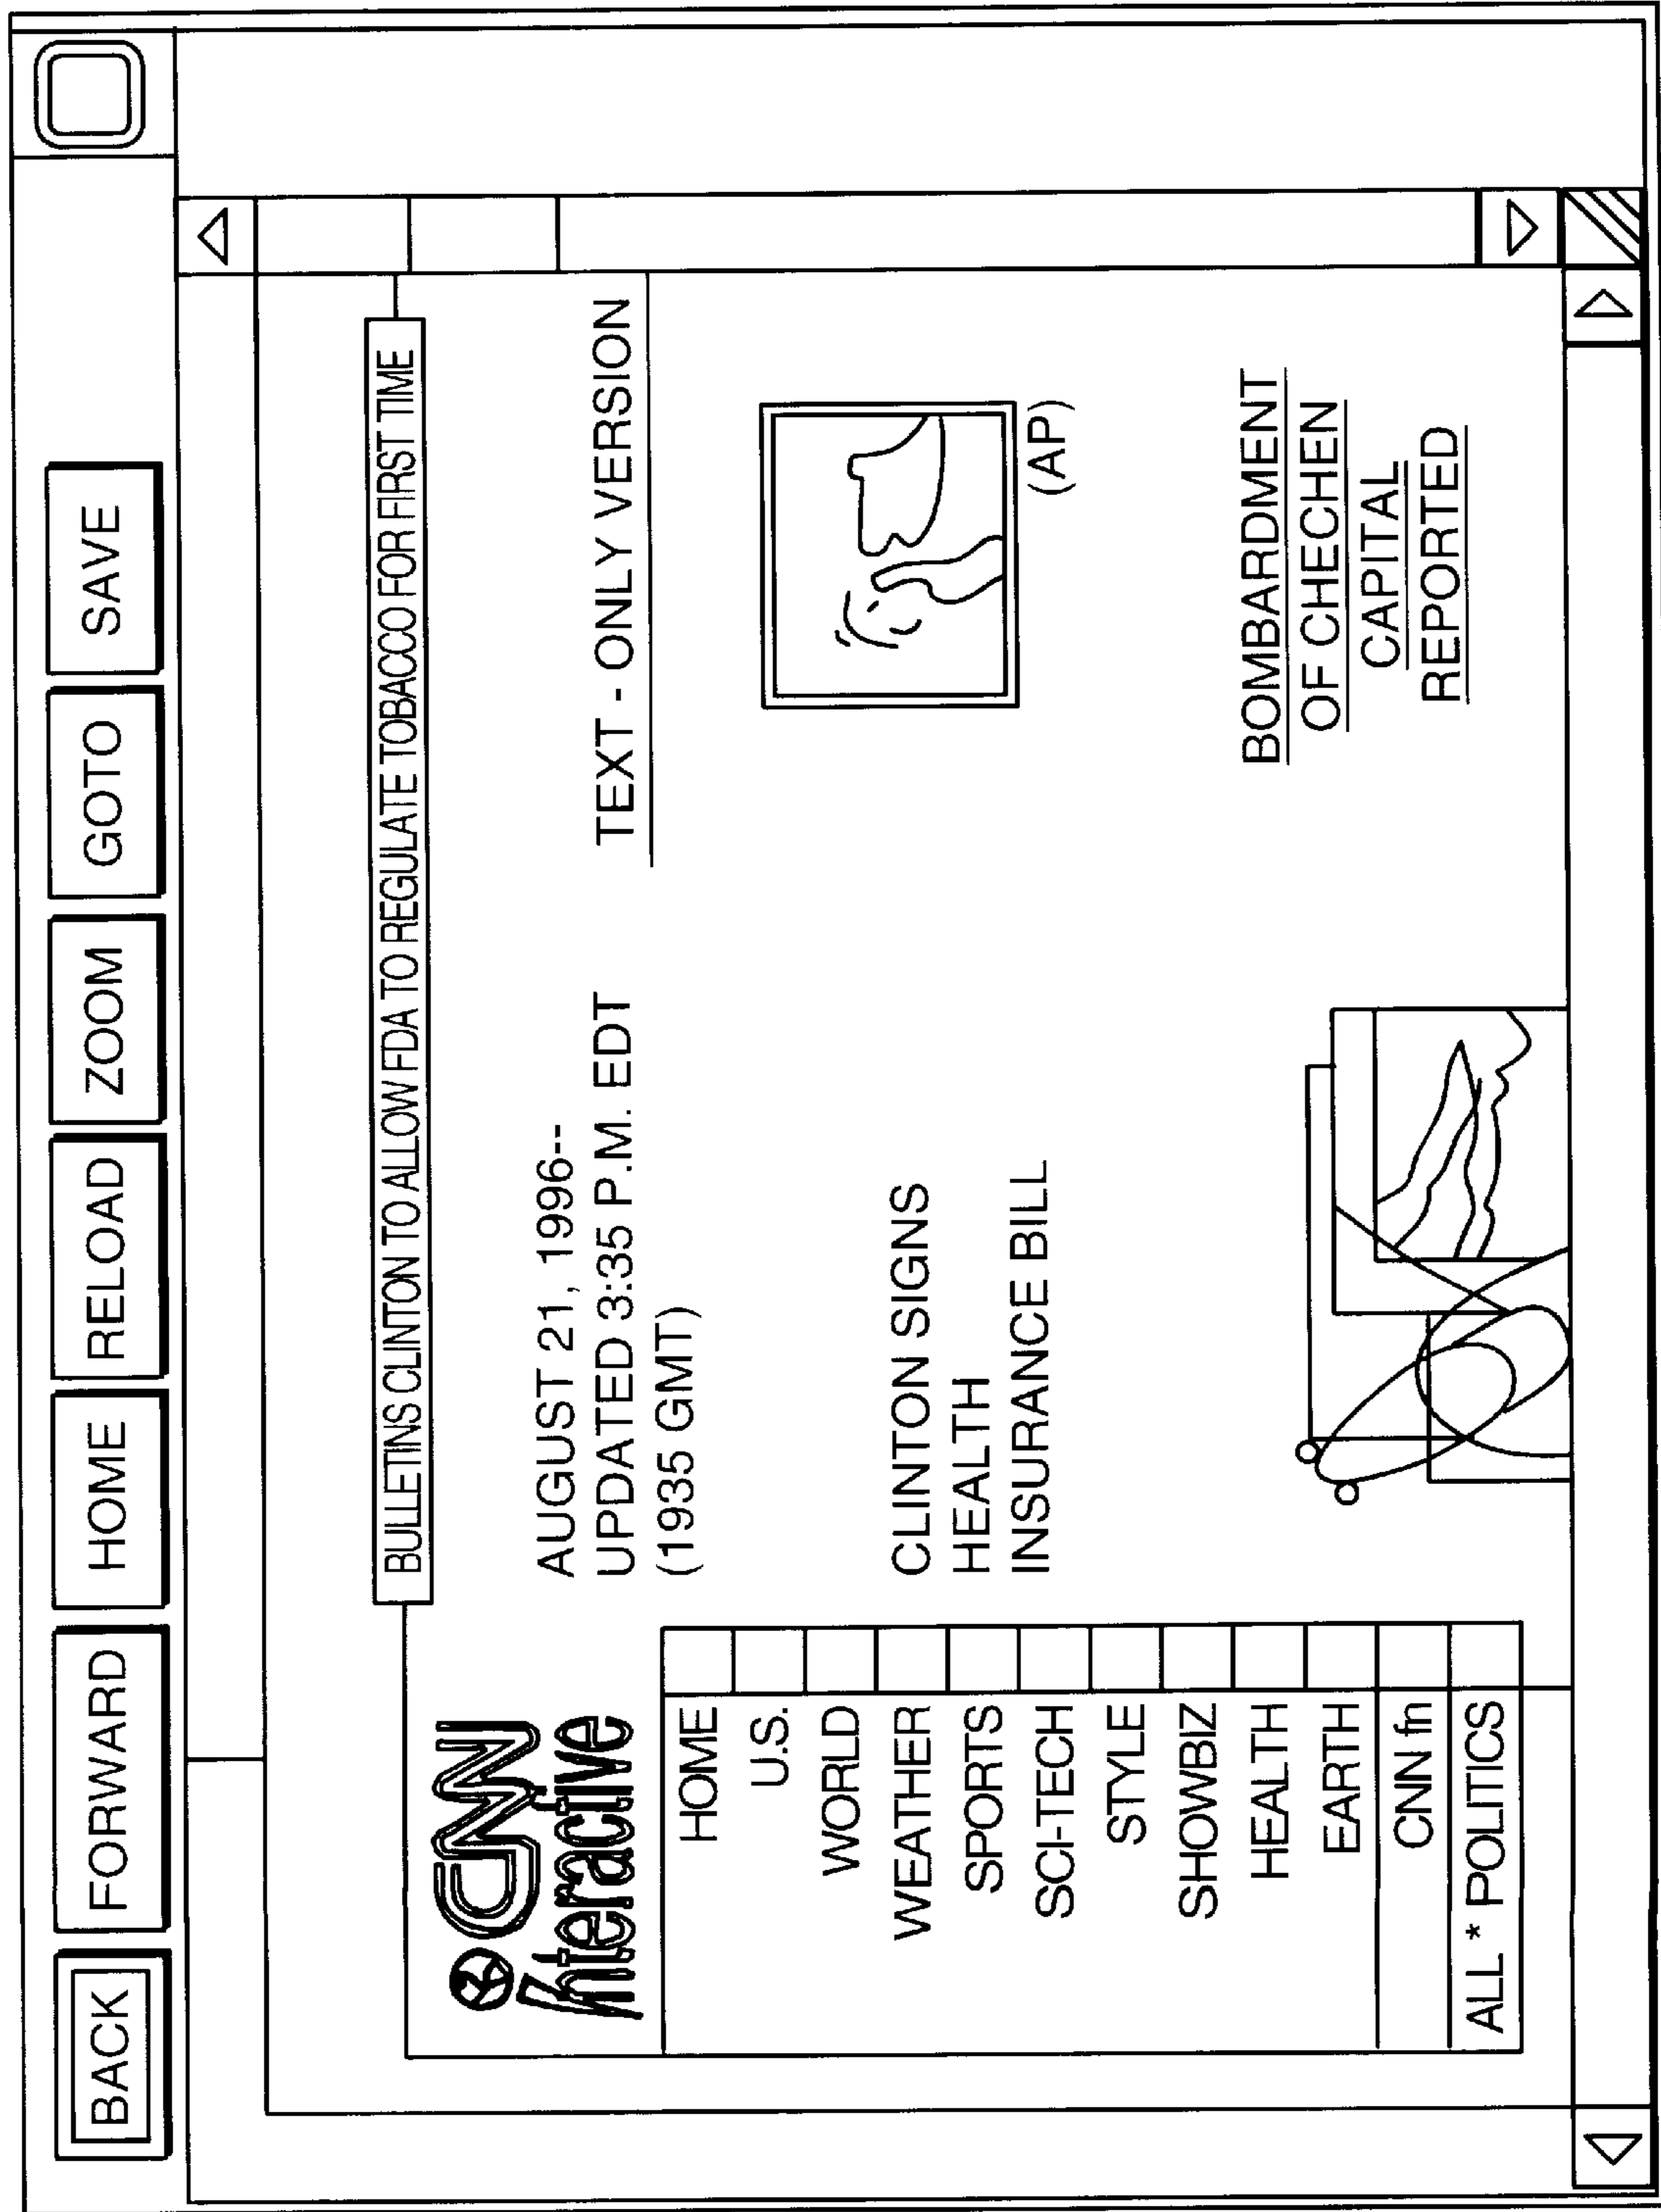 BACK FORWARD HOME RELOAD ZOOM GOTO SAVE
BULLETINS CLINTON TO ALLOW FDA TO REGULATE TOBACCO FOR FIRST TIME
CNN
interactive
AUGUST 21, 1996--
UPDATED 3:35 P.M. EDT
(1935 GMT)
TEXT - ONLY VERSION
HOME
U.S.
WORLD
WEATHER
SPORTS
SCI-TECH
STYLE
SHOWBIZ
HEALTH
EARTH
CNN fn
ALL * POLITICS
CLINTON SIGNS
HEALTH
INSURANCE BILL
(AP)
BOMBARDMENT
OF CHECHEN
CAPITAL
REPORTED